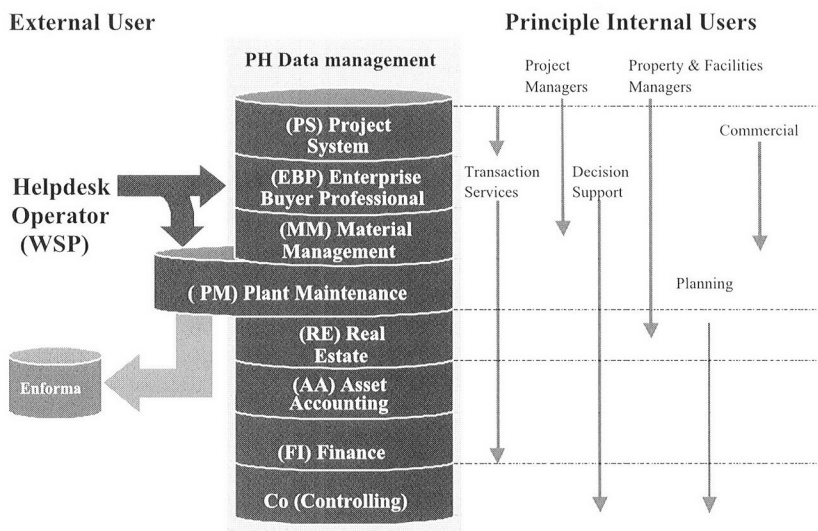 External User
Principle Internal Users
PH Data management
Project
Managers
Property & Facilities
Managers
(PS) Project
System
Commercial
Helpdesk
Operator
(WSP)
(EBP) Enterprise
Buyer Professional
Transaction
Services
Decision
Support
(MM) Material
Management
( PM) Plant Maintenance
Planning
(RE) Real
Estate
Enforma
(AA) Asset
Accounting
(FI) Finance
Co (Controlling)